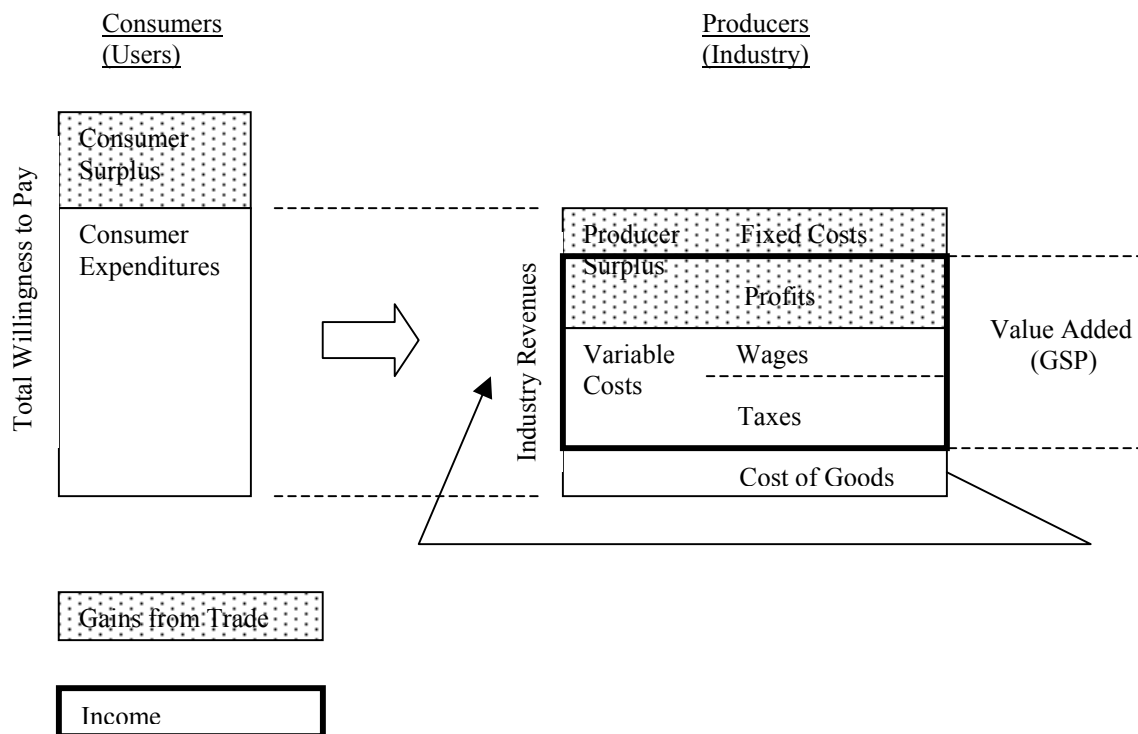 Consumers
(Users)
Producers
(Industry)
Total Willingness to Pay
Consumer
Surplus
Consumer
Expenditures
Industry Revenues
Producer
Surplus
Fixed Costs
Profits
Variable
Costs
Wages
Taxes
Cost of Goods
Value Added
(GSP)
Gains from Trade
Income